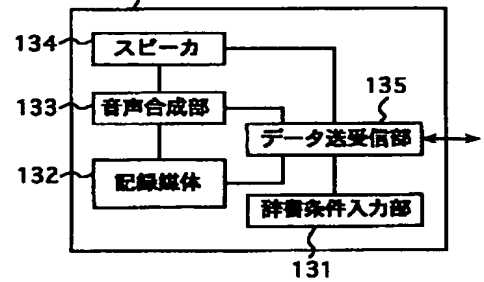 134
スピーカ
135
133
音声合成部
データ送受信部
132
記録媒体
辞書条件入力部
131